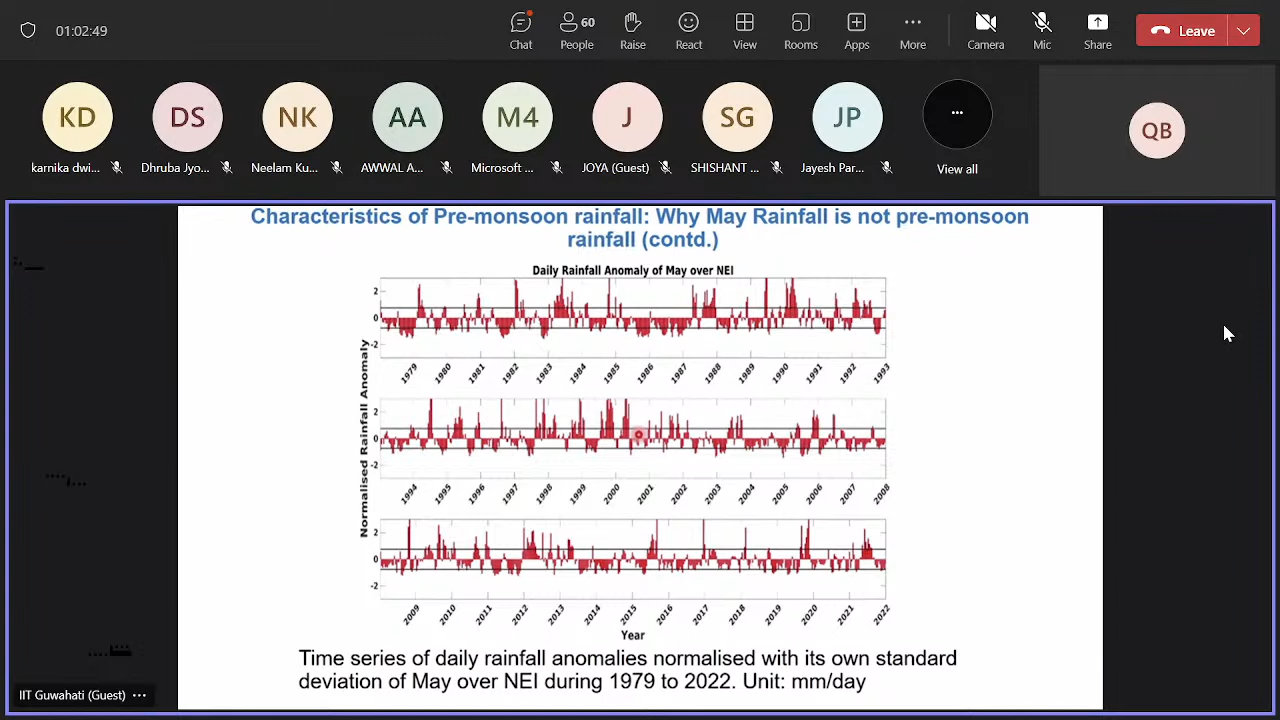 01:02:49
60
Chat People Raise React View Rooms Apps More Camera Mic Share Leave
KD DS NK AA M4 J SG JP ... QB
karnika dwi... Dhruba Jyo... Neelam Ku... AWWAL A... Microsoft ... JOYA (Guest) SHISHANT ... Jayesh Par... View all
Characteristics of Pre-monsoon rainfall: Why May Rainfall is not pre-monsoon
rainfall (contd.)
Daily Rainfall Anomaly of May over NEI
Normalised Rainfall Anomaly
2
0
-2
1979 1980 1981 1982 1983 1984 1985 1986 1987 1988 1989 1990 1991 1992 1993
2
0
-2
1994 1995 1996 1997 1998 1999 2000 2001 2002 2003 2004 2005 2006 2007 2008
2
0
-2
2009 2010 2011 2012 2013 2014 2015 2016 2017 2018 2019 2020 2021 2022
Year
Time series of daily rainfall anomalies normalised with its own standard
deviation of May over NEI during 1979 to 2022. Unit: mm/day
IIT Guwahati (Guest) ...